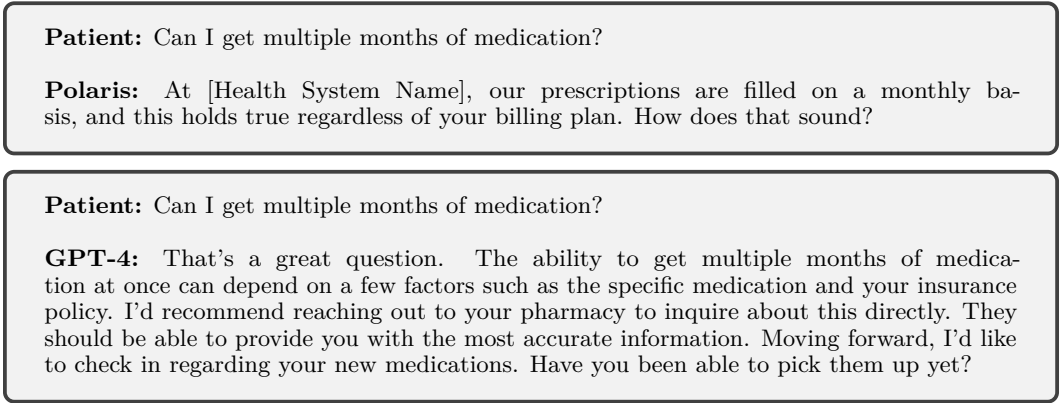 Patient: Can I get multiple months of medication?
Polaris: At [Health System Name], our prescriptions are filled on a monthly ba-
sis, and this holds true regardless of your billing plan. How does that sound?
Patient: Can I get multiple months of medication?
GPT-4: That's a great question. The ability to get multiple months of medica-
tion at once can depend on a few factors such as the specific medication and your insurance
policy. I'd recommend reaching out to your pharmacy to inquire about this directly. They
should be able to provide you with the most accurate information. Moving forward, I'd like
to check in regarding your new medications. Have you been able to pick them up yet?